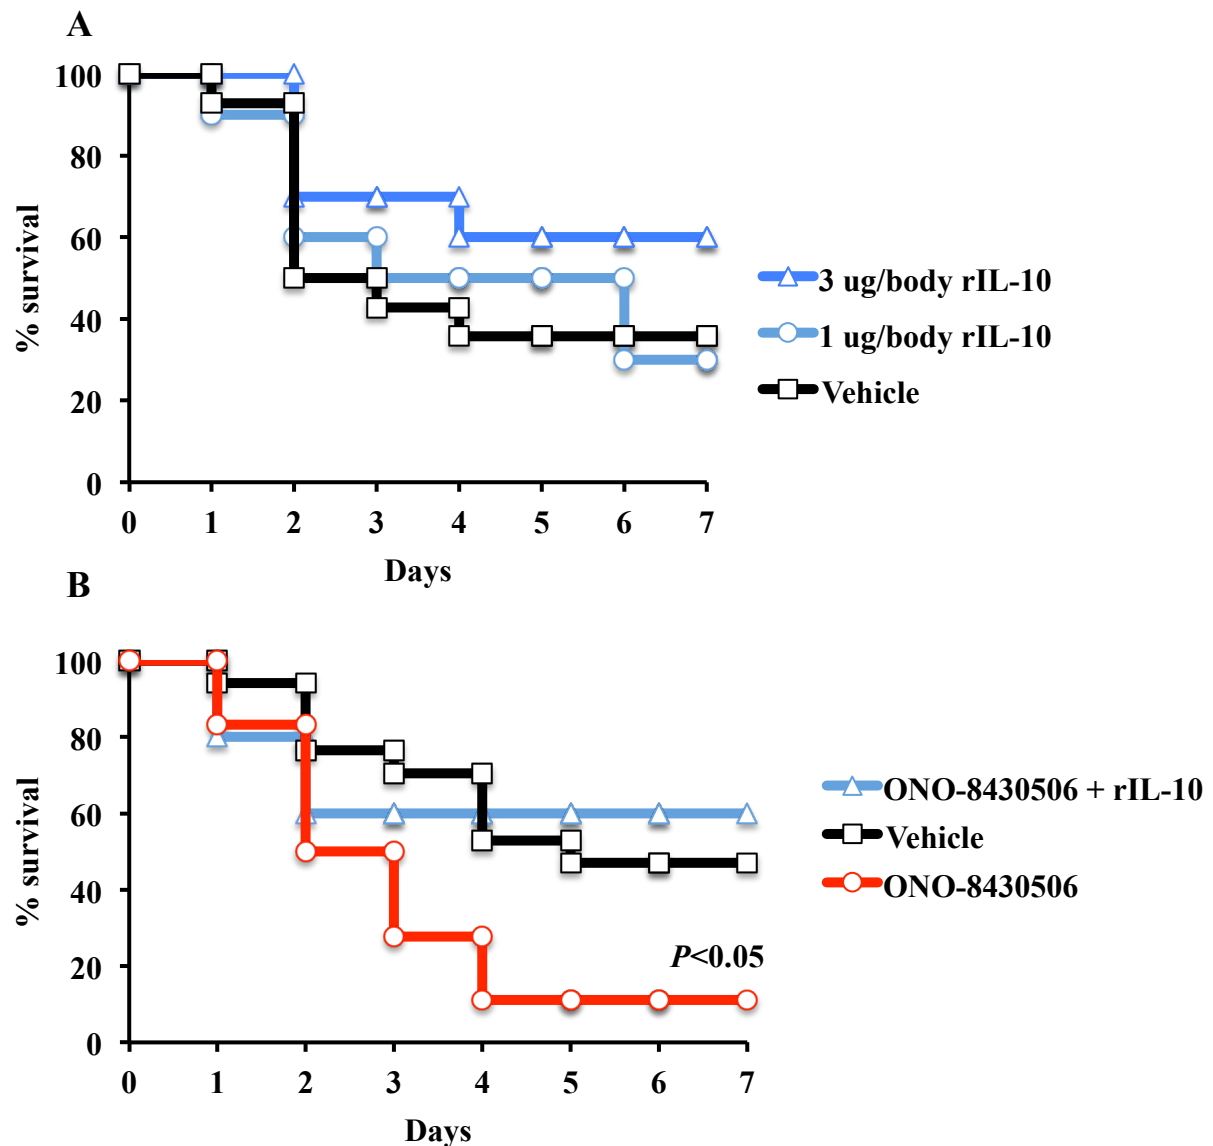 A
100
80
60
40
20
0
% survival
0 1 2 3 4 5 6 7
Days
3 ug/body rIL-10
1 ug/body rIL-10
Vehicle
B
100
80
60
40
20
0
% survival
0 1 2 3 4 5 6 7
Days
ONO-8430506 + rIL-10
Vehicle
ONO-8430506
P<0.05